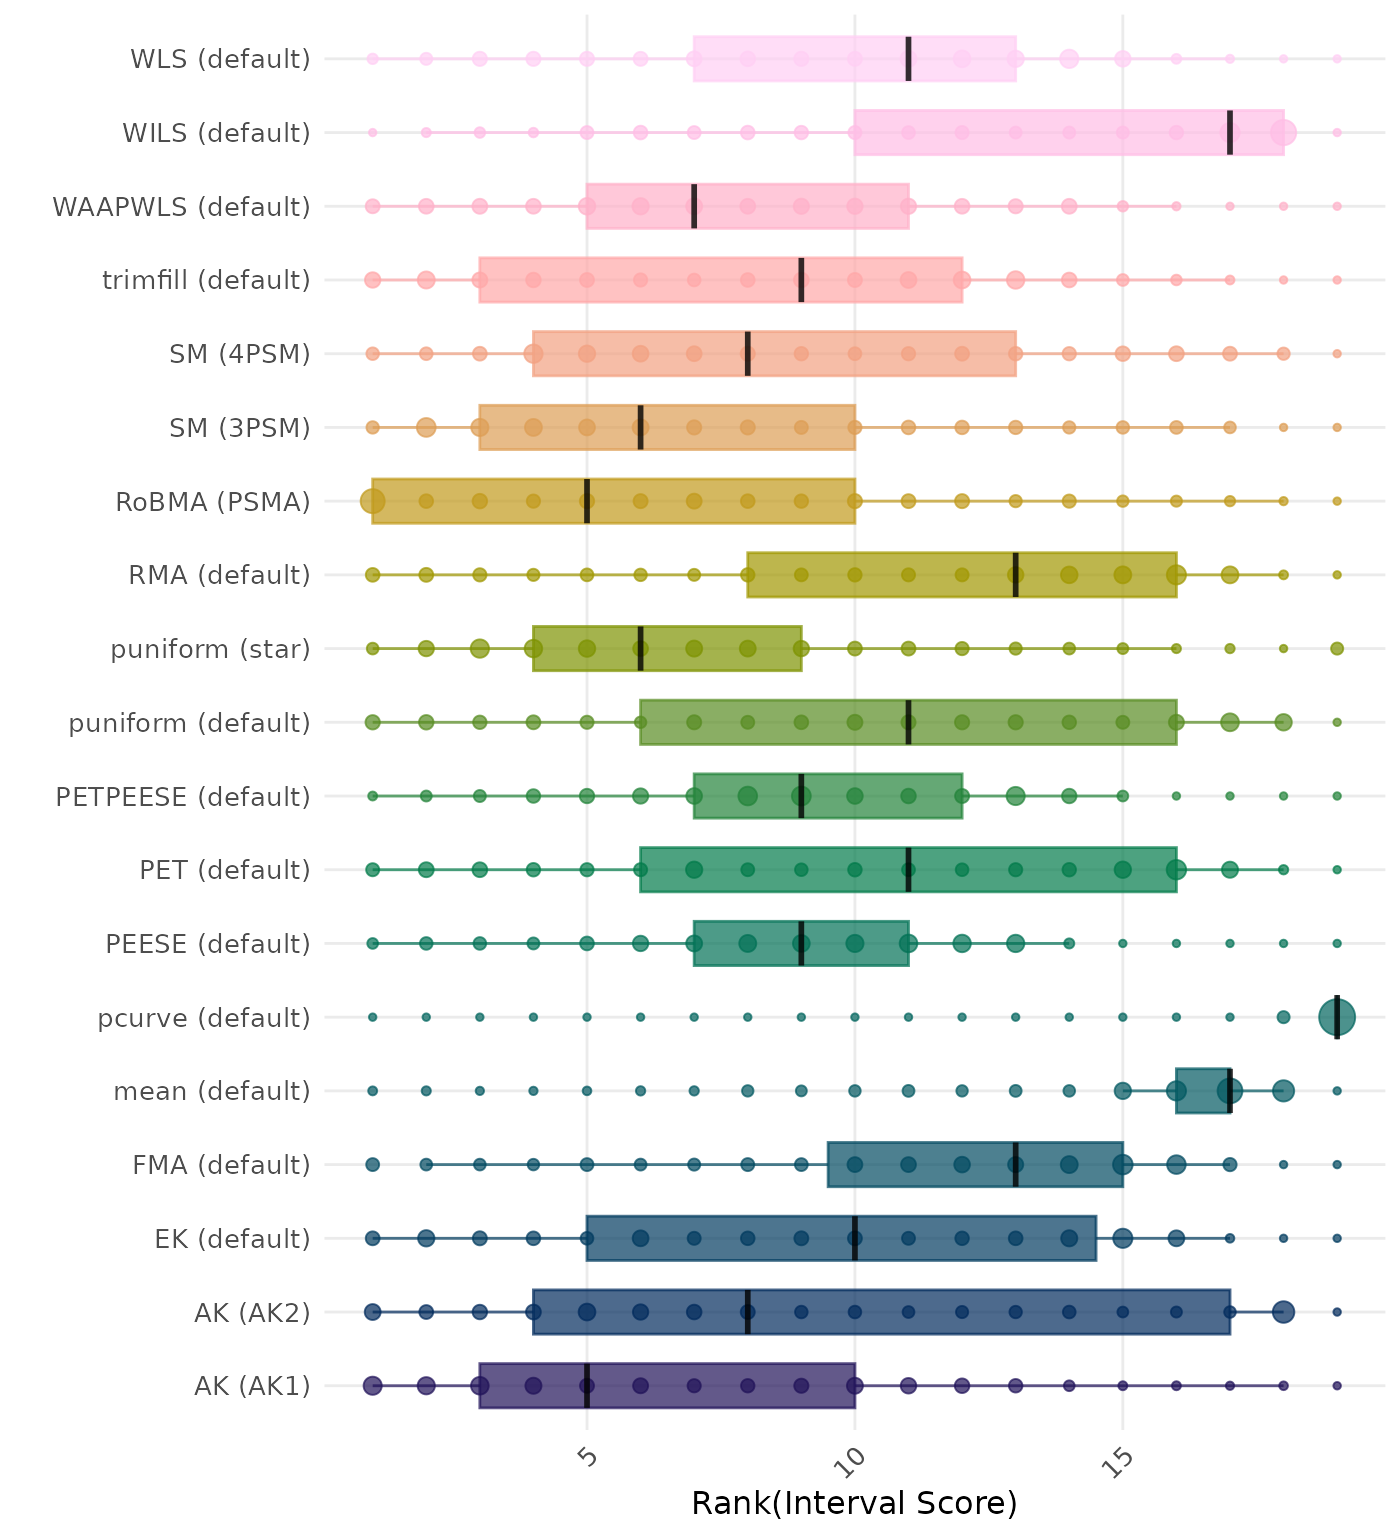 WLS (default)
WILS (default)
WAAPWLS (default)
trimfill (default)
SM (4PSM)
SM (3PSM)
RoBMA (PSMA)
RMA (default)
puniform (star)
puniform (default)
PETPEESE (default)
PET (default)
PEESE (default)
pcurve (default)
mean (default)
FMA (default)
EK (default)
AK (AK2)
AK (AK1)
5
10
15
Rank(Interval Score)